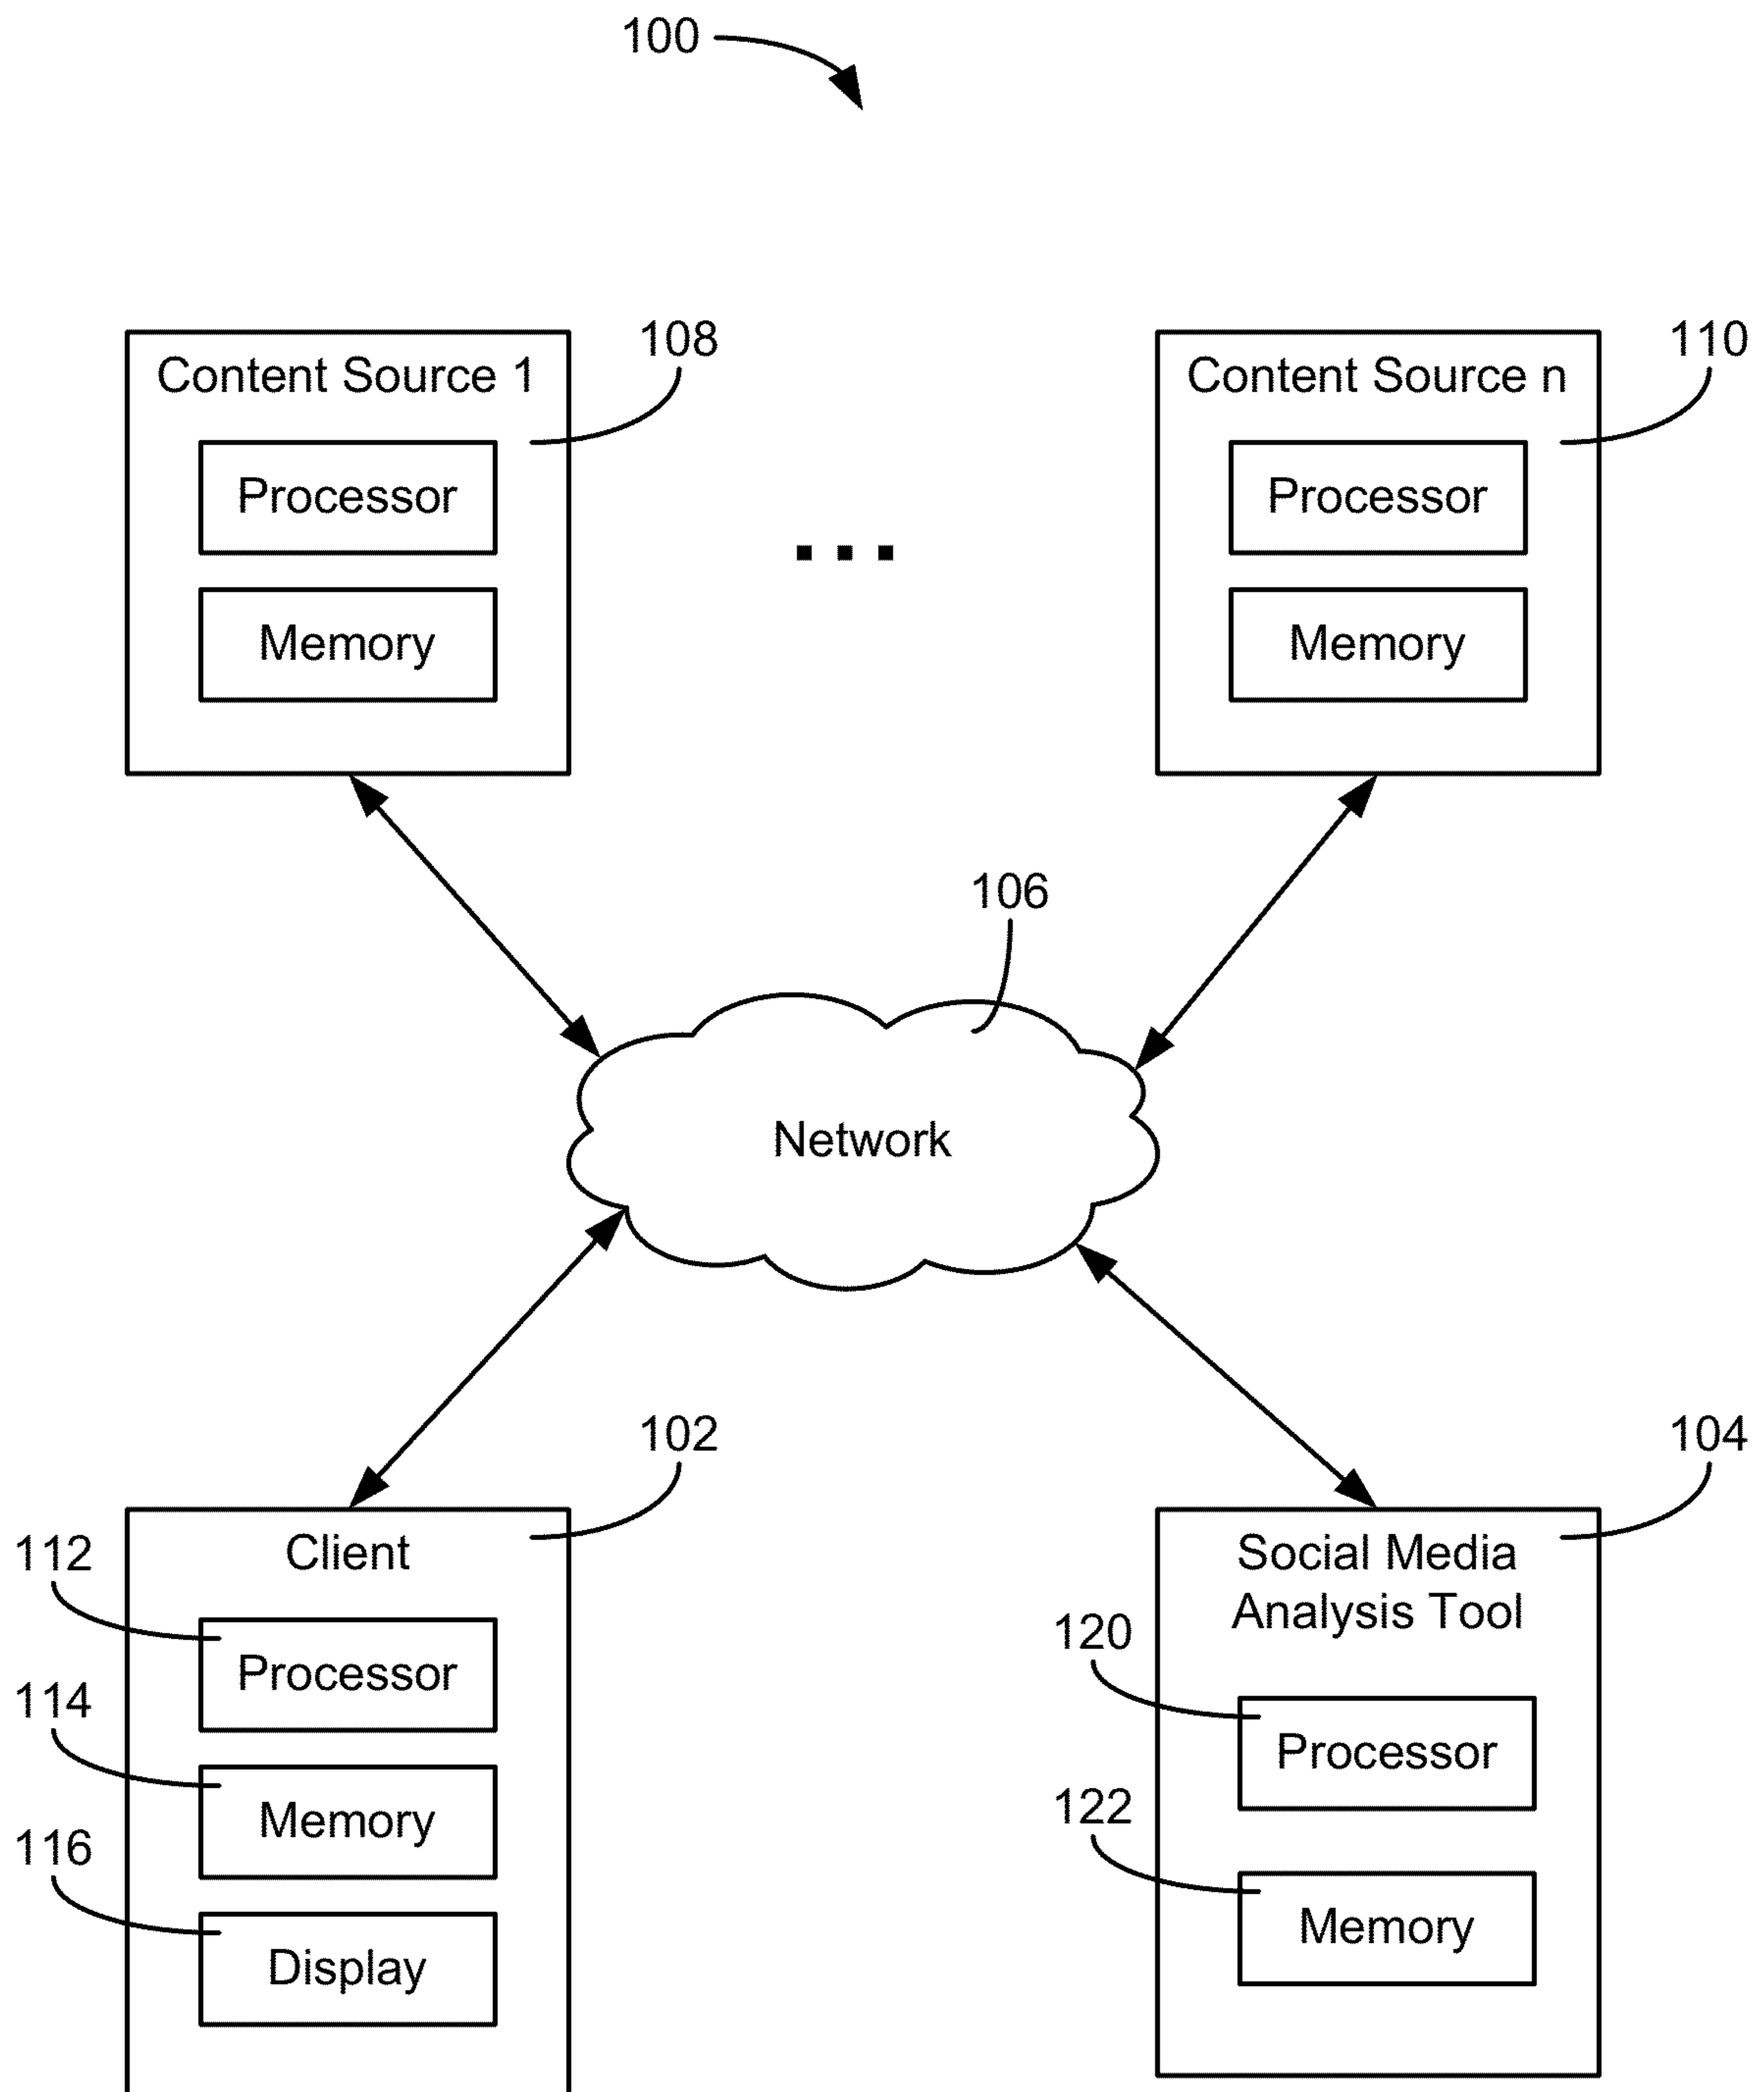 100
108
110
Content Source 1
Content Source n
Processor
Processor
Memory
Memory
106
Network
102
104
Client
Social Media
Analysis Tool
112
Processor
114
Memory
116
Display
120
Processor
122
Memory